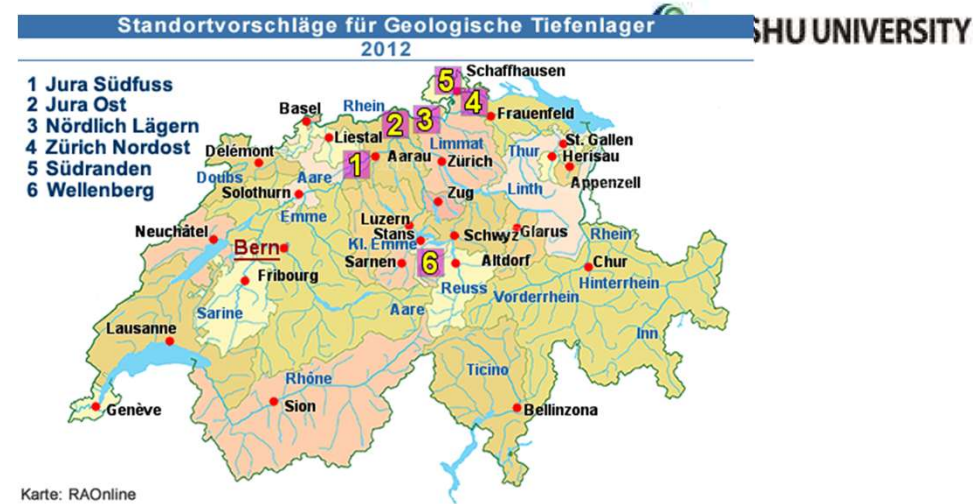 Standortvorschläge für Geologische Tiefenlager
2012
SHU UNIVERSITY
1 Jura Südfuss
2 Jura Ost
3 Nördlich Lägern
4 Zürich Nordost
5 Südranden
6 Wellenberg
5
Schaffhausen
4
Basel
Rhein
2
3
Frauenfeld
Liestal
Limmat
Thur
St. Gallen
Delémont
1
Aarau
Zürich
Herisau
Doubs
Aare
Appenzell
Solothurn
Zug
Linth
Emme
Luzern
Neuchâtel
Stans
Schwyz
Glarus
Rhein
Bern
Kl. Emme
Sarnen
6
Altdorf
Chur
Fribourg
Reuss
Hinterrhein
Vorderrhein
Sarine
Aare
Lausanne
Inn
Rhône
Ticino
Genève
Sion
Bellinzona
Karte: RAOnline